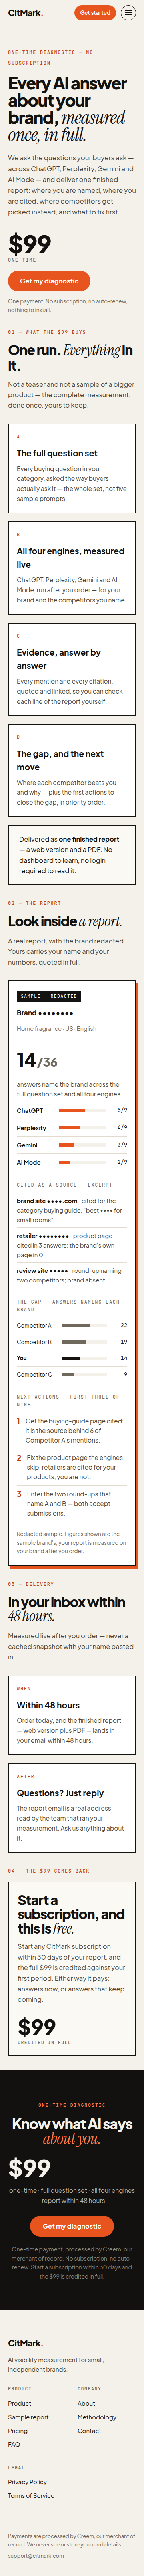 CitMark.
Get started
ONE-TIME DIAGNOSTIC — NO
SUBSCRIPTION
Every AI answer
about your
brand, measured
once, in full.
We ask the questions your buyers ask —
across ChatGPT, Perplexity, Gemini and
AI Mode — and deliver one finished
report: where you are named, where you
are cited, where competitors get
picked instead, and what to fix first.
$99
ONE-TIME
Get my diagnostic
One payment. No subscription, no auto-renew,
nothing to install.
01 — WHAT THE $99 BUYS
One run. Everything in
it.
Not a teaser and not a sample of a bigger
product — the complete measurement,
done once, yours to keep.
A
The full question set
Every buying question in your
category, asked the way buyers
actually ask it — the whole set, not five
sample prompts.
B
All four engines, measured
live
ChatGPT, Perplexity, Gemini and AI
Mode, run after you order — for your
brand and the competitors you name.
C
Evidence, answer by
answer
Every mention and every citation,
quoted and linked, so you can check
each line of the report yourself.
D
The gap, and the next
move
Where each competitor beats you
and why — plus the first actions to
close the gap, in priority order.
Delivered as one finished report
— a web version and a PDF. No
dashboard to learn, no login
required to read it.
02 — THE REPORT
Look inside a report.
A real report, with the brand redacted.
Yours carries your name and your
numbers, quoted in full.
SAMPLE — REDACTED
Brand ••••••••
Home fragrance · US · English
14/36
answers name the brand across the
full question set and all four engines
ChatGPT 5/9
Perplexity 4/9
Gemini 3/9
AI Mode 2/9
CITED AS A SOURCE — EXCERPT
brand site ••••.com cited for the
category buying guide, "best •••• for
small rooms"
retailer •••••••• product page
cited in 3 answers; the brand's own
page in 0
review site ••••• round-up naming
two competitors; brand absent
THE GAP — ANSWERS NAMING EACH
BRAND
Competitor A 22
Competitor B 19
You 14
Competitor C 9
NEXT ACTIONS — FIRST THREE OF
NINE
1 Get the buying-guide page cited:
it is the source behind 6 of
Competitor A's mentions.
2 Fix the product page the engines
skip: retailers are cited for your
products, you are not.
3 Enter the two round-ups that
name A and B — both accept
submissions.
Redacted sample. Figures shown are the
sample brand's; your report is measured on
your brand after you order.
03 — DELIVERY
In your inbox within
48 hours.
Measured live after you order — never a
cached snapshot with your name pasted
in.
WHEN
Within 48 hours
Order today, and the finished report
— web version plus PDF — lands in
your email within 48 hours.
AFTER
Questions? Just reply
The report email is a real address,
read by the team that ran your
measurement. Ask us anything about
it.
04 — THE $99 COMES BACK
Start a
subscription, and
this is free.
Start any CitMark subscription
within 30 days of your report, and
the full $99 is credited against your
first period. Either way it pays:
answers now, or answers that keep
coming.
$99
CREDITED IN FULL
ONE-TIME DIAGNOSTIC
Know what AI says
about you.
$99
one-time · full question set · all four engines
· report within 48 hours
Get my diagnostic
One-time payment, processed by Creem, our
merchant of record. No subscription, no auto-
renew. Start a subscription within 30 days and
the $99 is credited in full.
CitMark.
AI visibility measurement for small,
independent brands.
PRODUCT
Product
Sample report
Pricing
FAQ
COMPANY
About
Methodology
Contact
LEGAL
Privacy Policy
Terms of Service
Payments are processed by Creem, our merchant of
record. We never see or store your card details.
support@citmark.com